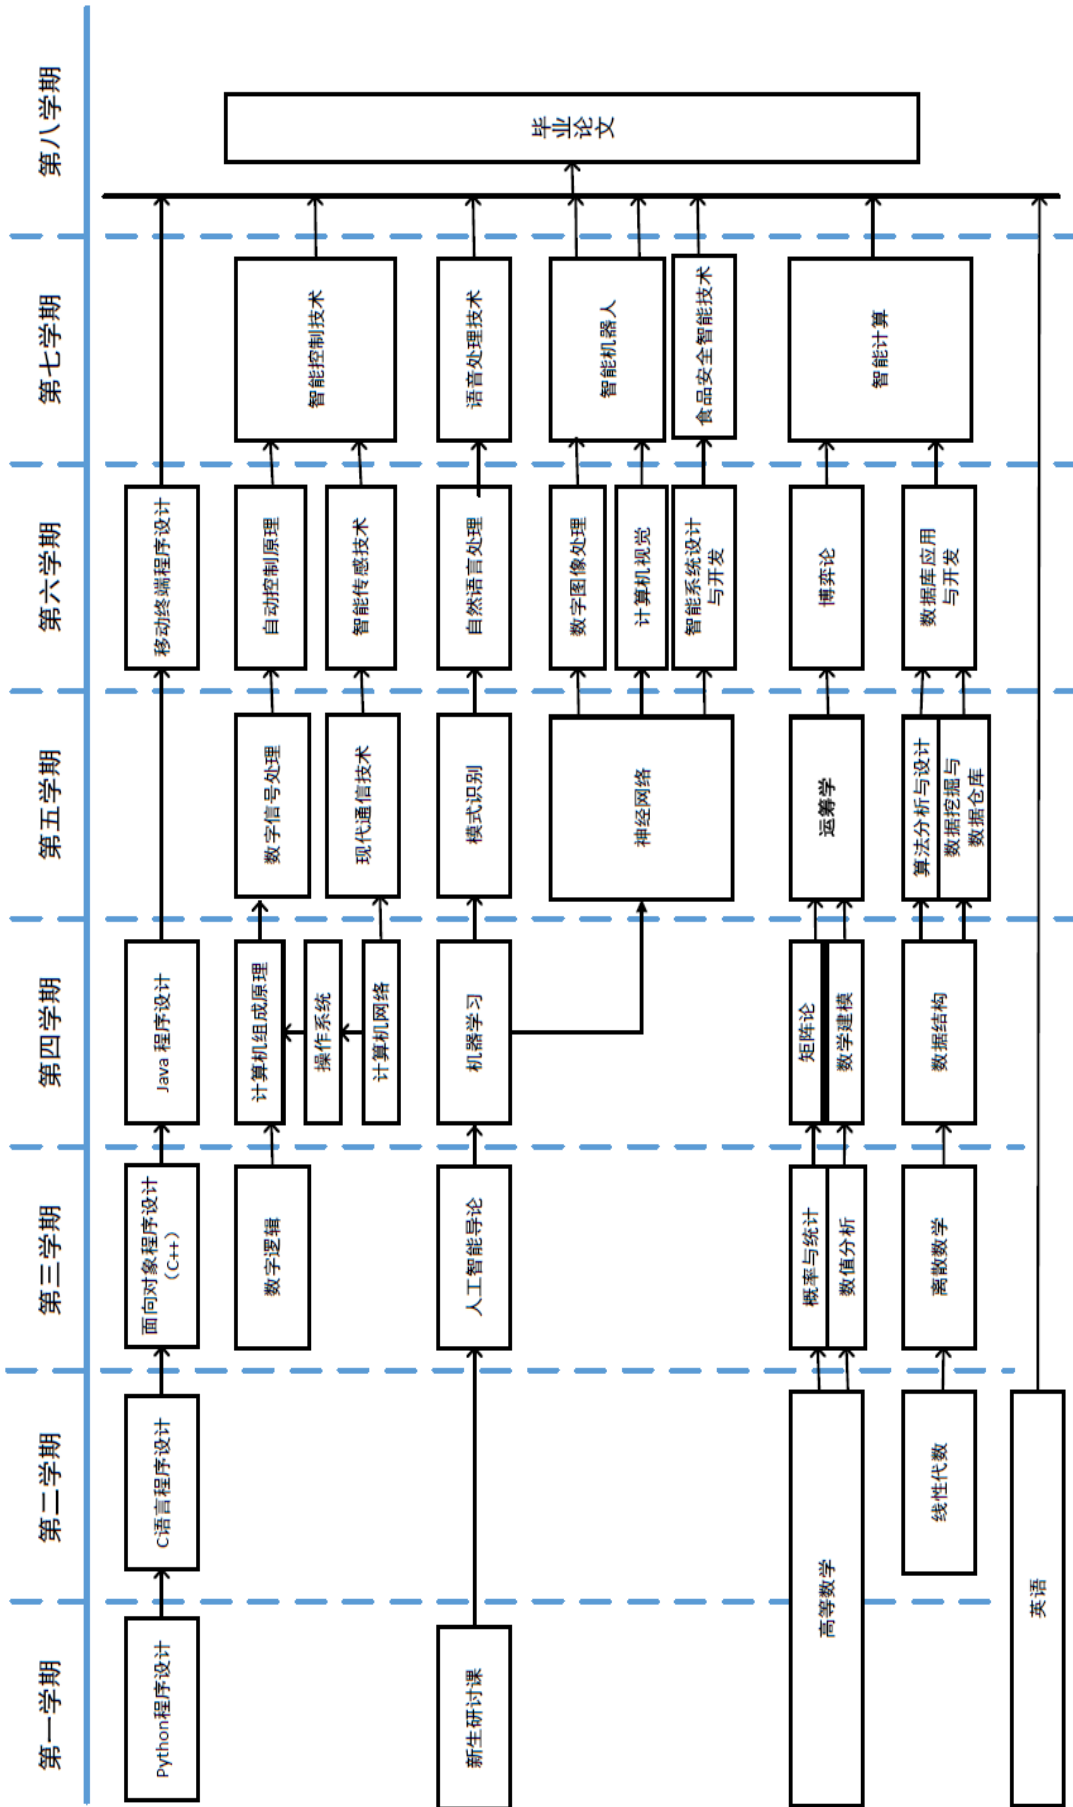 第一学期
第二学期
第三学期
第四学期
第五学期
第六学期
第七学期
第八学期
Python程序设计
C语言程序设计
面向对象程序设计
（C++）
Java 程序设计
移动终端程序设计
数字逻辑
计算机组成原理
操作系统
计算机网络
数字信号处理
现代通信技术
自动控制原理
智能传感技术
智能控制技术
新生研讨课
人工智能导论
机器学习
模式识别
自然语言处理
语音处理技术
神经网络
数字图像处理
计算机视觉
智能系统设计
与开发
智能机器人
食品安全智能技术
高等数学
概率与统计
数值分析
矩阵论
数学建模
运筹学
博弈论
智能计算
线性代数
离散数学
数据结构
算法分析与设计
数据挖掘与
数据仓库
数据库应用
与开发
英语
毕业论文